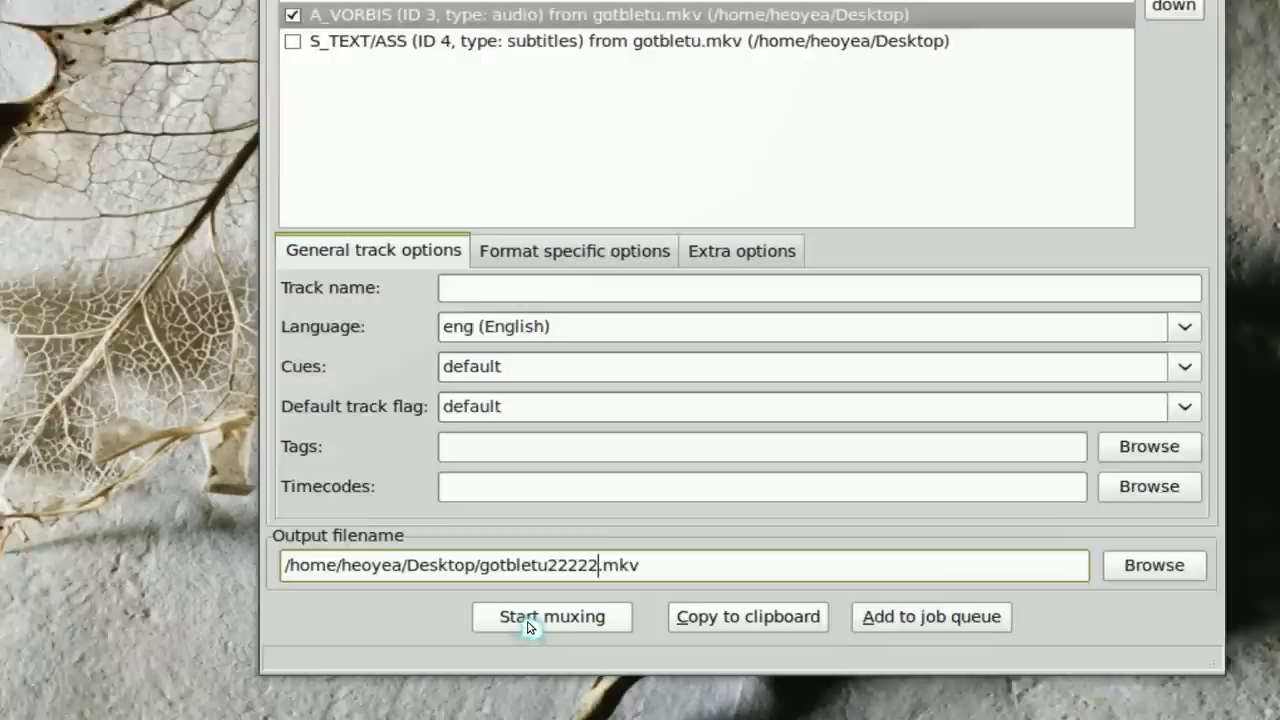 down
A_VORBIS (ID 3, type: audio) from gotbletu.mkv (/home/heoyea/Desktop)
S_TEXT/ASS (ID 4, type: subtitles) from gotbletu.mkv (/home/heoyea/Desktop)
General track options Format specific options Extra options
Track name:
Language: eng (English)
Cues: default
Default track flag: default
Tags: Browse
Timecodes: Browse
Output filename
/home/heoyea/Desktop/gotbletu22222.mkv Browse
Start muxing Copy to clipboard Add to job queue